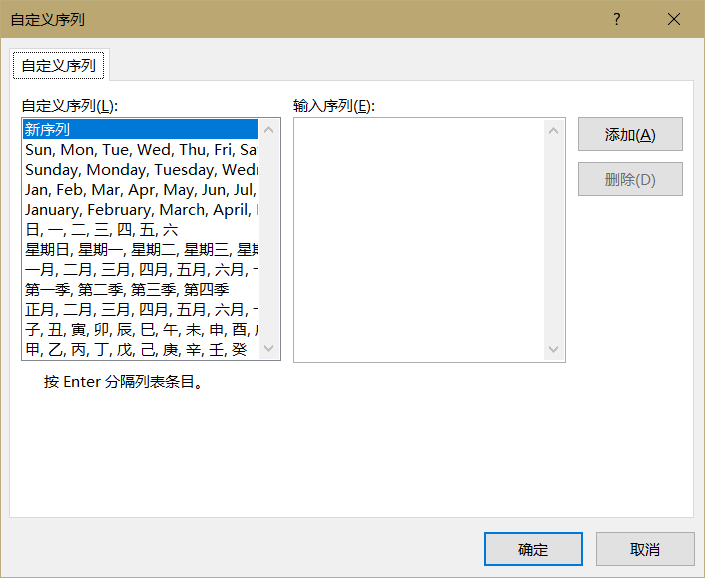 自定义序列
?
自定义序列
自定义序列(L):
输入序列(E):
新序列
Sun, Mon, Tue, Wed, Thu, Fri, Sa
Sunday, Monday, Tuesday, Wedn
Jan, Feb, Mar, Apr, May, Jun, Jul,
January, February, March, April,
日, 一, 二, 三, 四, 五, 六
星期日, 星期一, 星期二, 星期三,
一月, 二月, 三月, 四月, 五月, 六月,
第一季, 第二季, 第三季, 第四季
正月, 二月, 三月, 四月, 五月, 六月,
子, 丑, 寅, 卯, 辰, 巳, 午, 未, 申, 酉,
甲, 乙, 丙, 丁, 戊, 己, 庚, 辛, 壬, 癸
添加(A)
删除(D)
按 Enter 分隔列表条目。
确定
取消